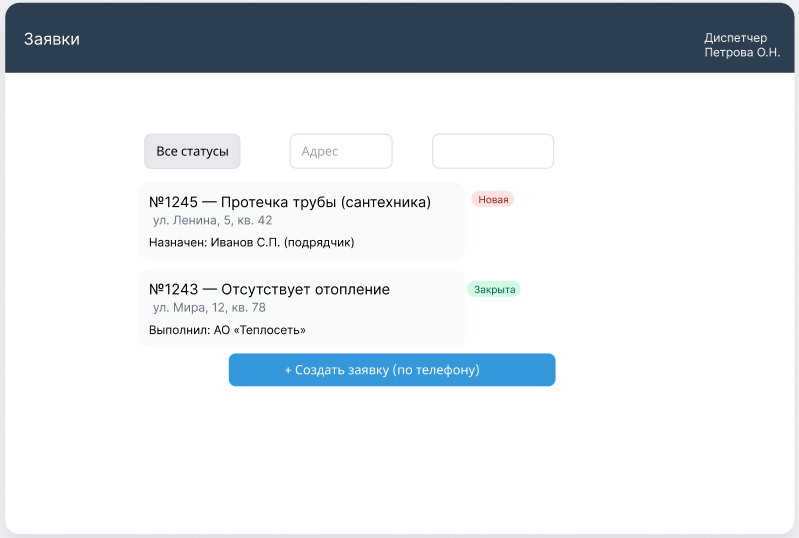 Заявки
Диспетчер
Петрова О.Н.
Все статусы
Адрес
№1245 — Протечка трубы (сантехника)
Новая
ул. Ленина, 5, кв. 42
Назначен: Иванов С.П. (подрядчик)
№1243 — Отсутствует отопление
Закрыта
ул. Мира, 12, кв. 78
Выполнил: АО «Теплосеть»
+ Создать заявку (по телефону)